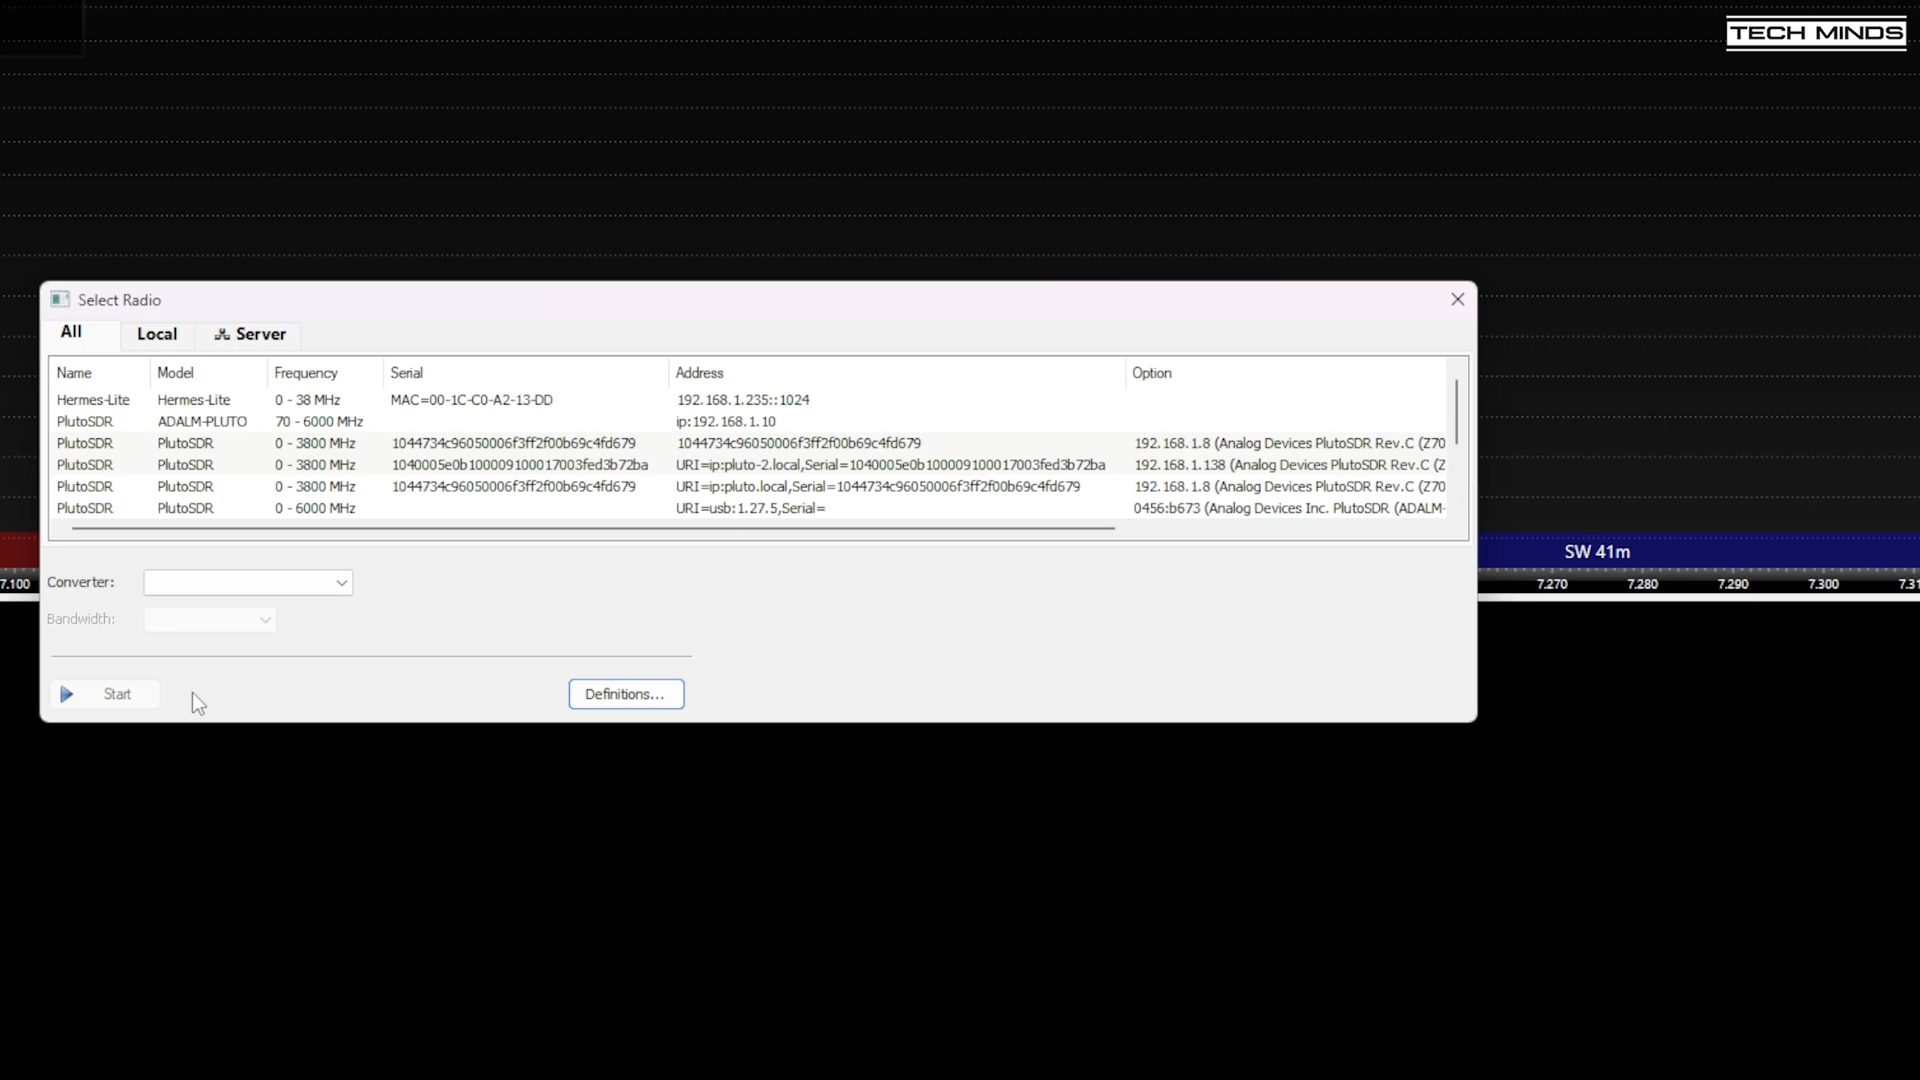 TECH MINDS
Select Radio
All Local Server
Name Model Frequency Serial Address Option
Hermes-Lite Hermes-Lite 0 - 38 MHz MAC=00-1C-C0-A2-13-DD 192.168.1.235::1024
PlutoSDR ADALM-PLUTO 70 - 6000 MHz ip:192.168.1.10
PlutoSDR PlutoSDR 0 - 3800 MHz 1044734c96050006f3ff2f00b69c4fd679 1044734c96050006f3ff2f00b69c4fd679 192.168.1.8 (Analog Devices PlutoSDR Rev.C (Z70
PlutoSDR PlutoSDR 0 - 3800 MHz 1040005e0b100009100017003fed3b72ba URI=ip:pluto-2.local,Serial=1040005e0b100009100017003fed3b72ba 192.168.1.138 (Analog Devices PlutoSDR Rev.C (Z
PlutoSDR PlutoSDR 0 - 3800 MHz 1044734c96050006f3ff2f00b69c4fd679 URI=ip:pluto.local,Serial=1044734c96050006f3ff2f00b69c4fd679 192.168.1.8 (Analog Devices PlutoSDR Rev.C (Z70
PlutoSDR PlutoSDR 0 - 6000 MHz URI=usb:1.27.5,Serial= 0456:b673 (Analog Devices Inc. PlutoSDR (ADALM-
SW 41m
7.100 7.270 7.280 7.290 7.300 7.31
Converter:
Bandwidth:
Start Definitions...